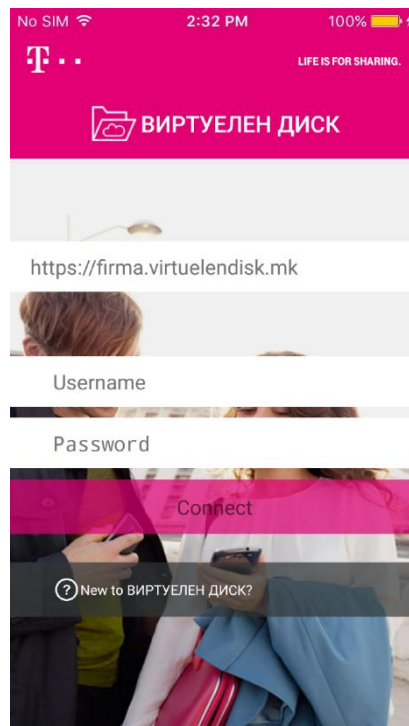 No SIM 2:32 PM 100%
T · · LIFE IS FOR SHARING.
ВИРТУЕЛЕН ДИСК
https://firma.virtuelendisk.mk
Username
Password
Connect
? New to ВИРТУЕЛЕН ДИСК?